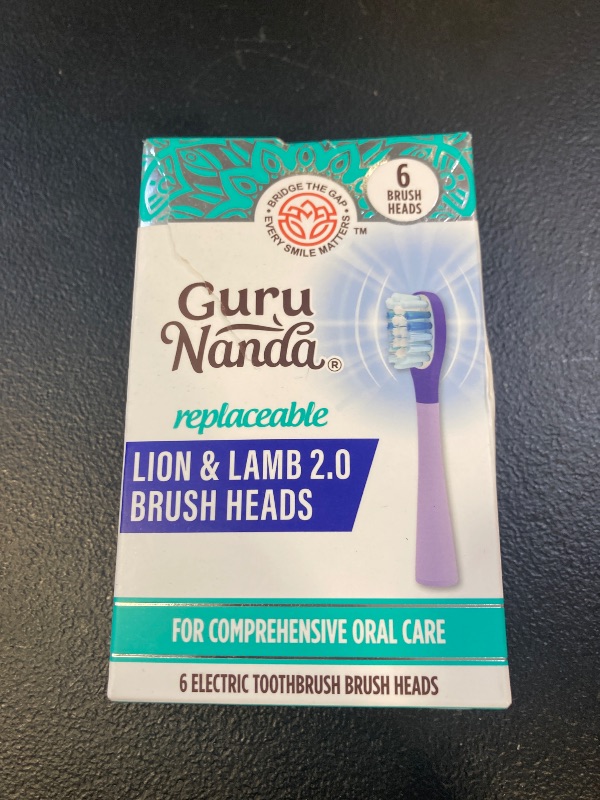 BRIDGE THE GAP
EVERY SMILE MATTERS
TM
6
BRUSH
HEADS
Guru
Nanda®
replaceable
LION & LAMB 2.0
BRUSH HEADS
FOR COMPREHENSIVE ORAL CARE
6 ELECTRIC TOOTHBRUSH BRUSH HEADS